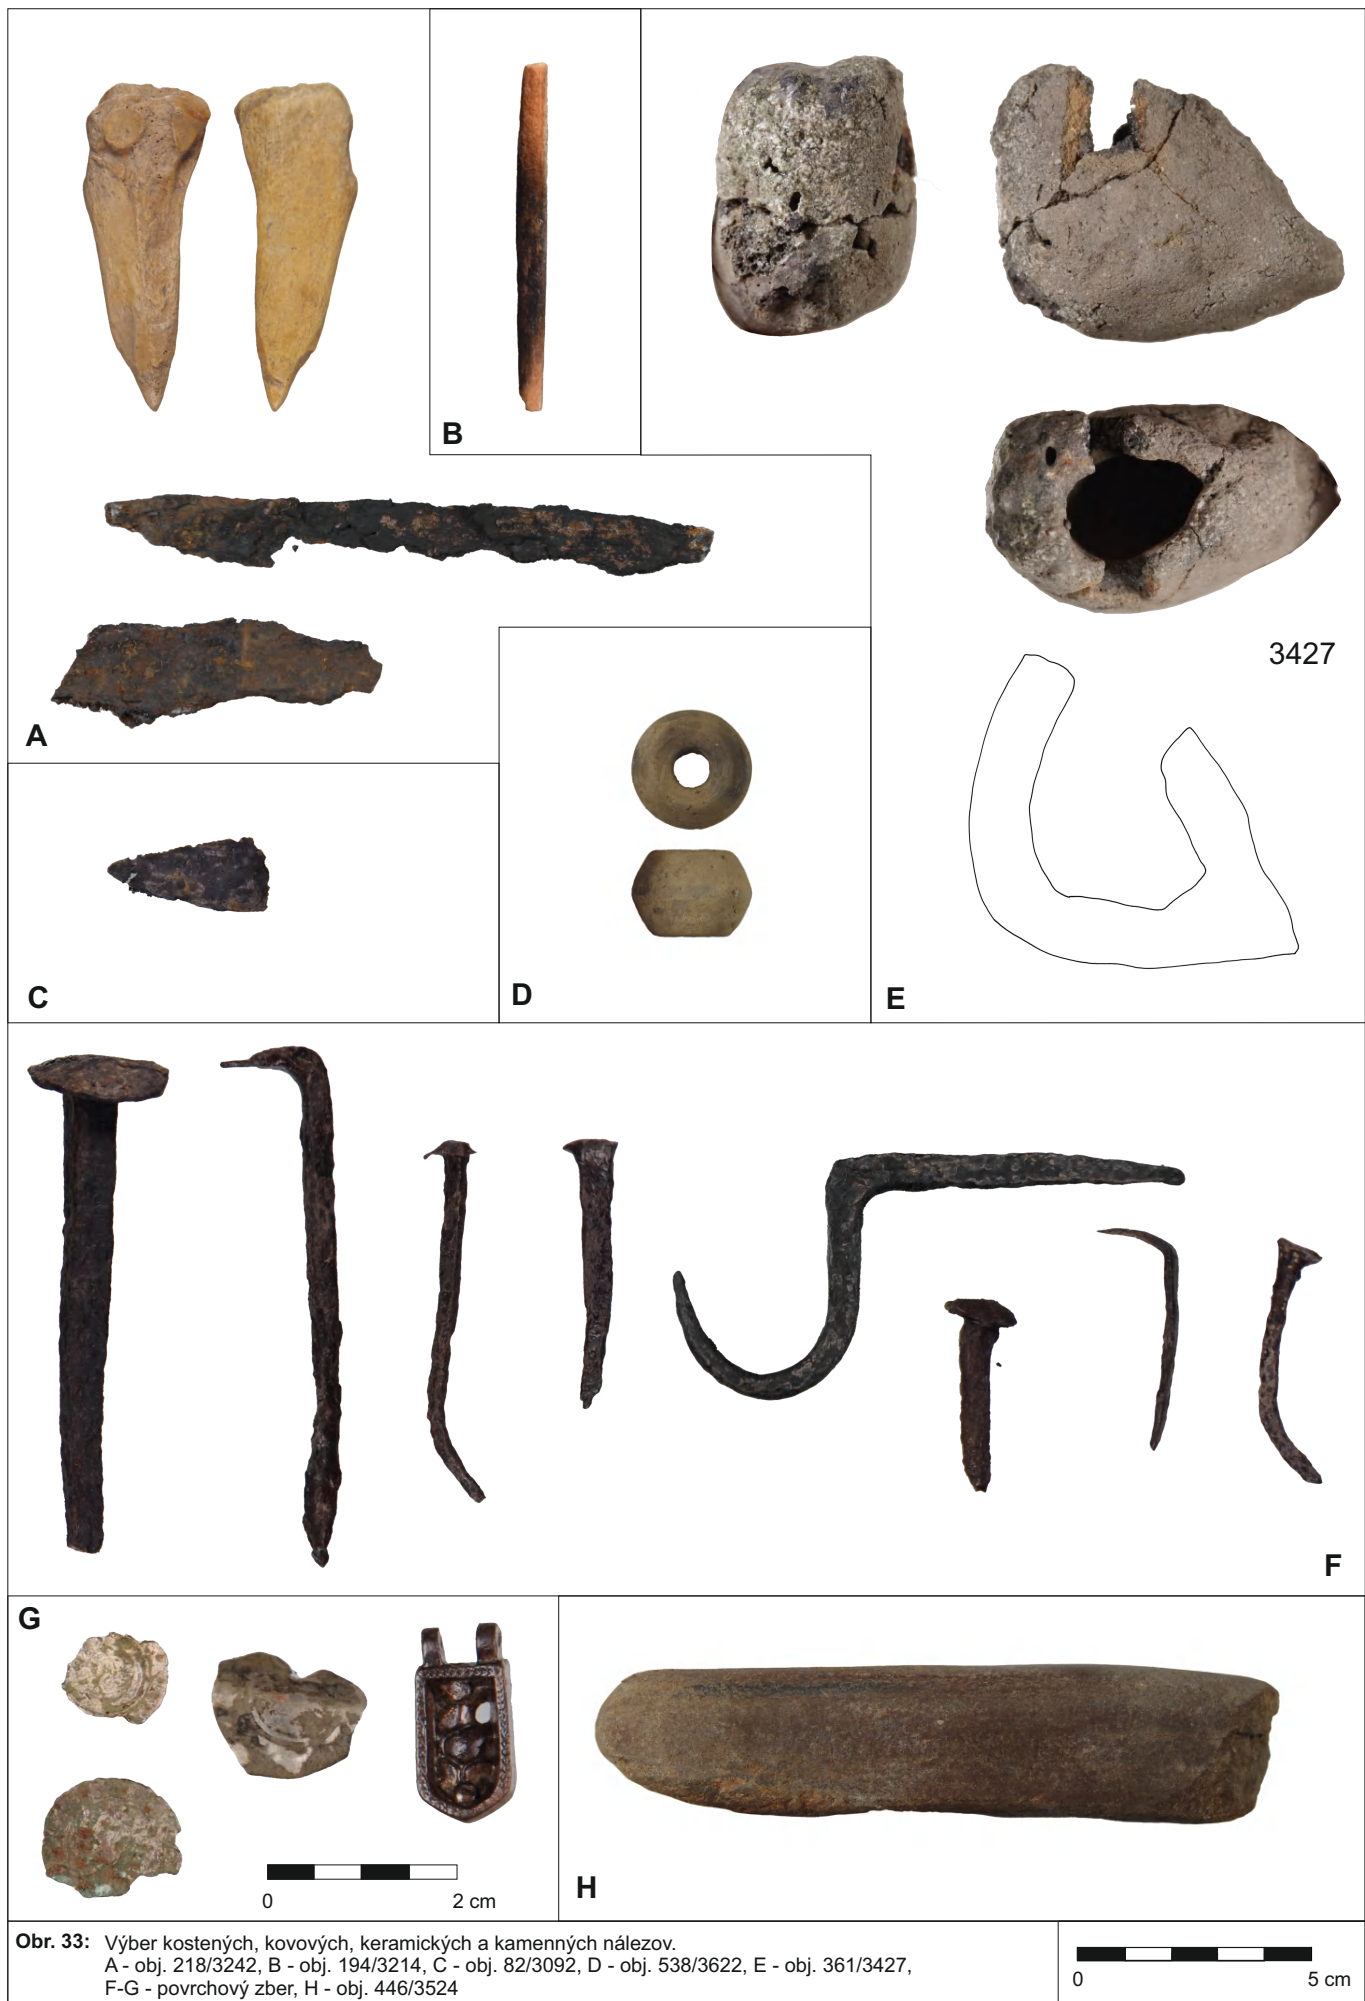 B
3427
A
D
C
E
F
G
0 2 cm
H
Obr. 33: Výber kostených, kovových, keramických a kamenných nálezov.
A - obj. 218/3242, B - obj. 194/3214, C - obj. 82/3092, D - obj. 538/3622, E - obj. 361/3427,
F-G - povrchový zber, H - obj. 446/3524
0 5 cm